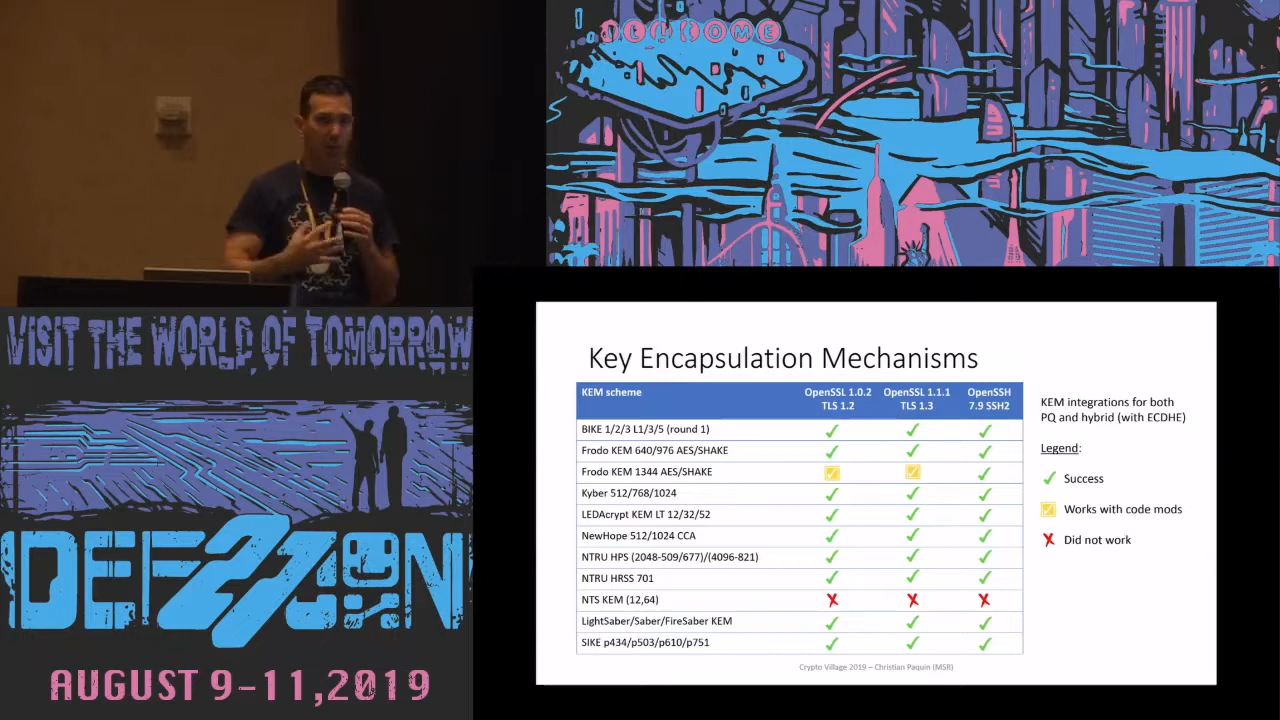 WELCOME
VISIT THE WORLD OF TOMORROW
DEF CON
27
AUGUST 9-11,2019
Key Encapsulation Mechanisms
KEM scheme OpenSSL 1.0.2 TLS 1.2 OpenSSL 1.1.1 TLS 1.3 OpenSSH 7.9 SSH2
BIKE 1/2/3 L1/3/5 (round 1)
Frodo KEM 640/976 AES/SHAKE
Frodo KEM 1344 AES/SHAKE
Kyber 512/768/1024
LEDAcrypt KEM LT 12/32/52
NewHope 512/1024 CCA
NTRU HPS (2048-509/677)/(4096-821)
NTRU HRSS 701
NTS KEM (12,64)
LightSaber/Saber/FireSaber KEM
SIKE p434/p503/p610/p751
KEM integrations for both
PQ and hybrid (with ECDHE)
Legend:
Success
Works with code mods
Did not work
Crypto Village 2019 – Christian Paquin (MSR)